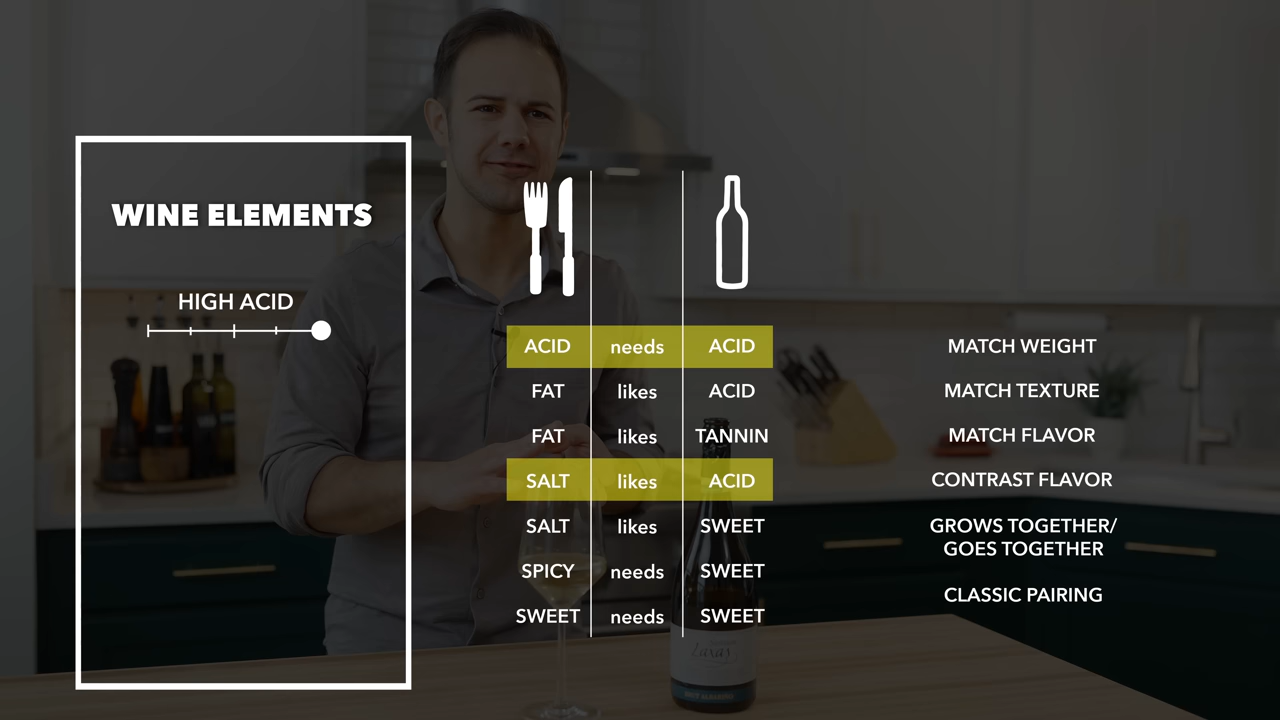 WINE ELEMENTS
HIGH ACID
ACID needs ACID
FAT likes ACID
FAT likes TANNIN
SALT likes ACID
SALT likes SWEET
SPICY needs SWEET
SWEET needs SWEET
MATCH WEIGHT
MATCH TEXTURE
MATCH FLAVOR
CONTRAST FLAVOR
GROWS TOGETHER/
GOES TOGETHER
CLASSIC PAIRING
Laxas